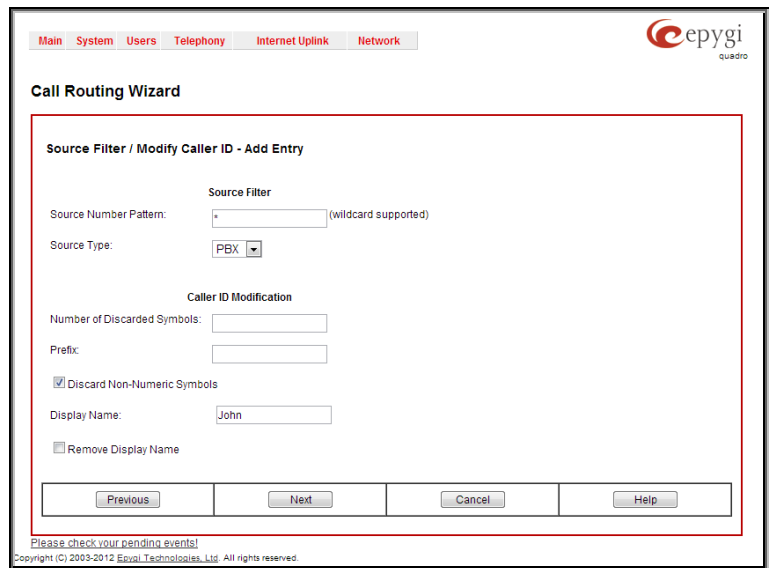 Main System Users Telephony Internet Uplink Network
epygi
quadro
Call Routing Wizard
Source Filter / Modify Caller ID - Add Entry
Source Filter
Source Number Pattern: * (wildcard supported)
Source Type: PBX
Caller ID Modification
Number of Discarded Symbols:
Prefix:
Discard Non-Numeric Symbols
Display Name: John
Remove Display Name
Previous Next Cancel Help
Please check your pending events!
Copyright (C) 2003-2012 Epygi Technologies, Ltd. All rights reserved.